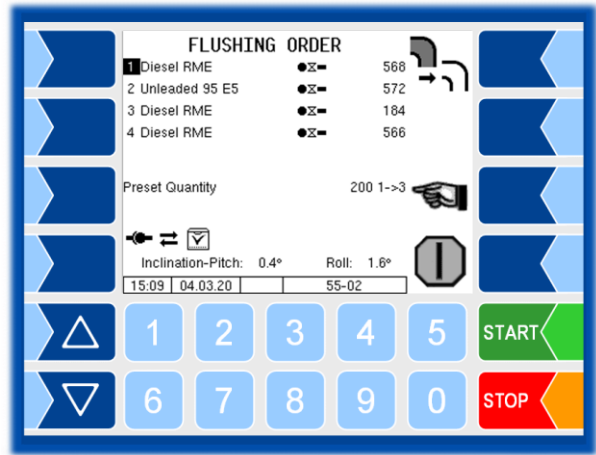 FLUSHING ORDER
1 Diesel RME 568
2 Unleaded 95 E5 572
3 Diesel RME 184
4 Diesel RME 566
Preset Quantity 200 1->3
Inclination-Pitch: 0.4° Roll: 1.6°
15:09 04.03.20 55-02
1 2 3 4 5 START
6 7 8 9 0 STOP